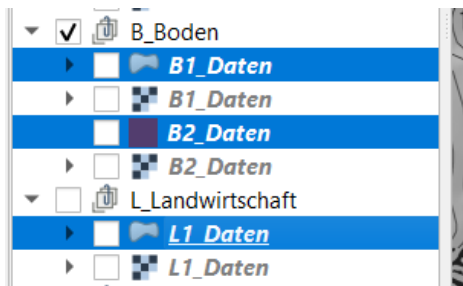 B_Boden
B1_Daten
B1_Daten
B2_Daten
B2_Daten
L_Landwirtschaft
L1_Daten
L1_Daten